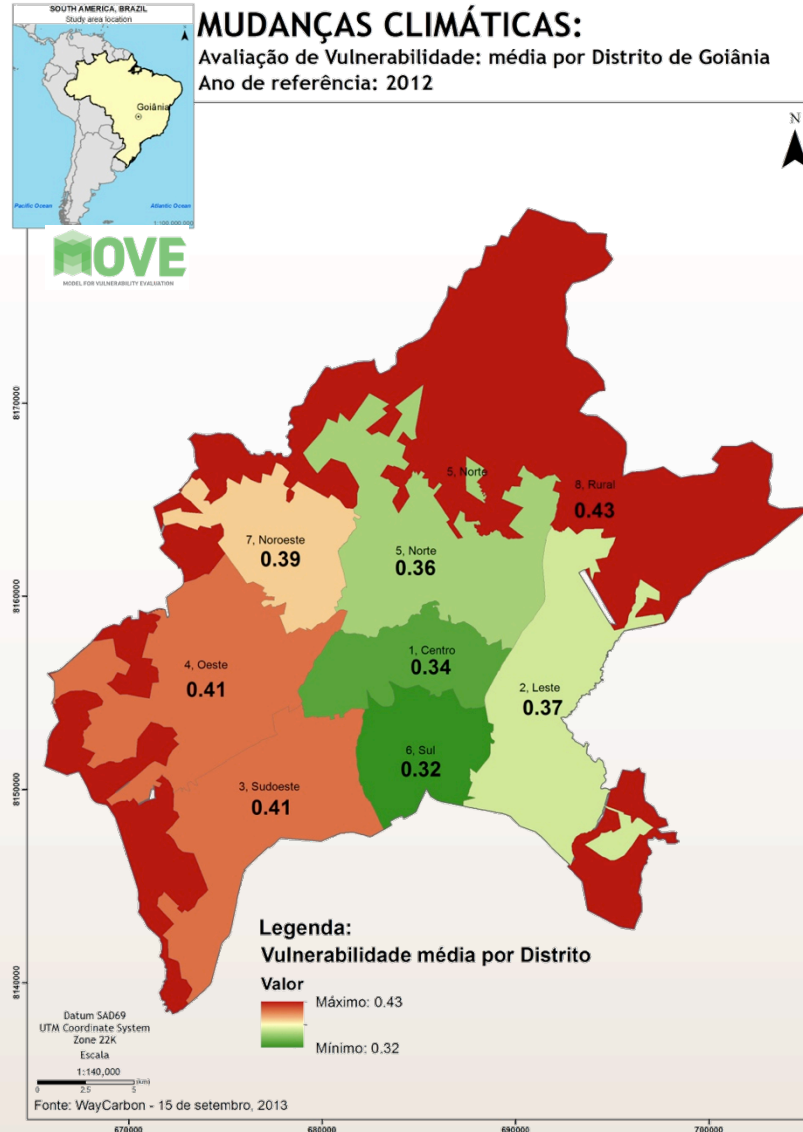 SOUTH AMERICA, BRAZIL
Study area location
Goiânia
Pacific Ocean
Atlantic Ocean
1:100,000,000
MUDANÇAS CLIMÁTICAS:
Avaliação de Vulnerabilidade: média por Distrito de Goiânia
Ano de referência: 2012
N
MOVE
MODEL FOR VULNERABILITY EVALUATION
8170000
5, Norte
8, Rural
0.43
7, Noroeste
0.39
5, Norte
0.36
8160000
1, Centro
0.34
4, Oeste
0.41
2, Leste
0.37
6, Sul
0.32
8150000
3, Sudoeste
0.41
Legenda:
Vulnerabilidade média por Distrito
Valor
Máximo: 0.43
Mínimo: 0.32
8140000
Datum SAD69
UTM Coordinate System
Zone 22K
Escala
1:140,000
(km)
0 2.5 5
Fonte: WayCarbon - 15 de setembro, 2013
670000 680000 690000 700000